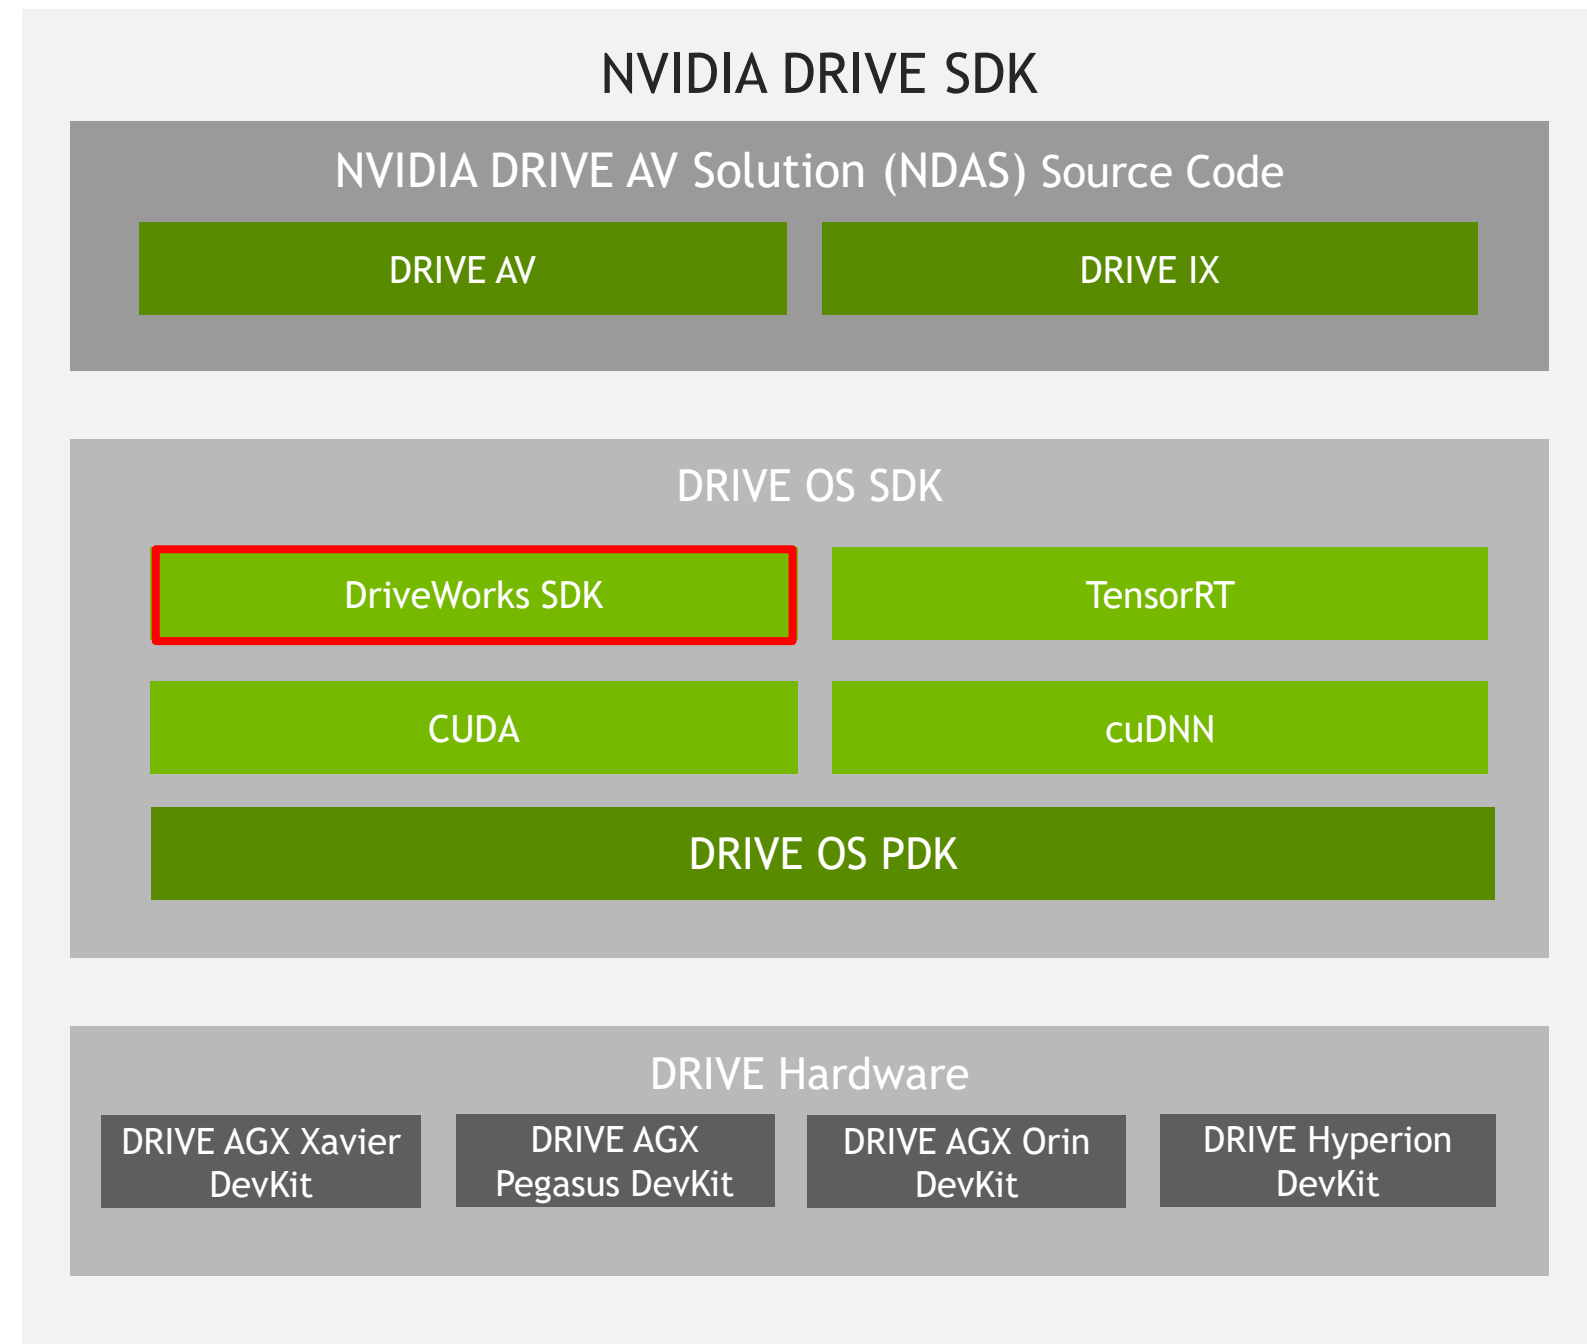 NVIDIA DRIVE SDK
NVIDIA DRIVE AV Solution (NDAS) Source Code
DRIVE AV
DRIVE IX
DRIVE OS SDK
DriveWorks SDK
TensorRT
CUDA
cuDNN
DRIVE OS PDK
DRIVE Hardware
DRIVE AGX Xavier
DevKit
DRIVE AGX
Pegasus DevKit
DRIVE AGX Orin
DevKit
DRIVE Hyperion
DevKit